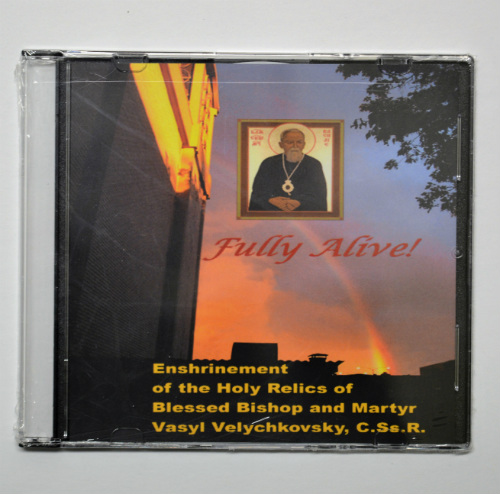 Fully Alive!
Enshrinement
of the Holy Relics of
Blessed Bishop and Martyr
Vasyl Velychkovsky, C.Ss.R.